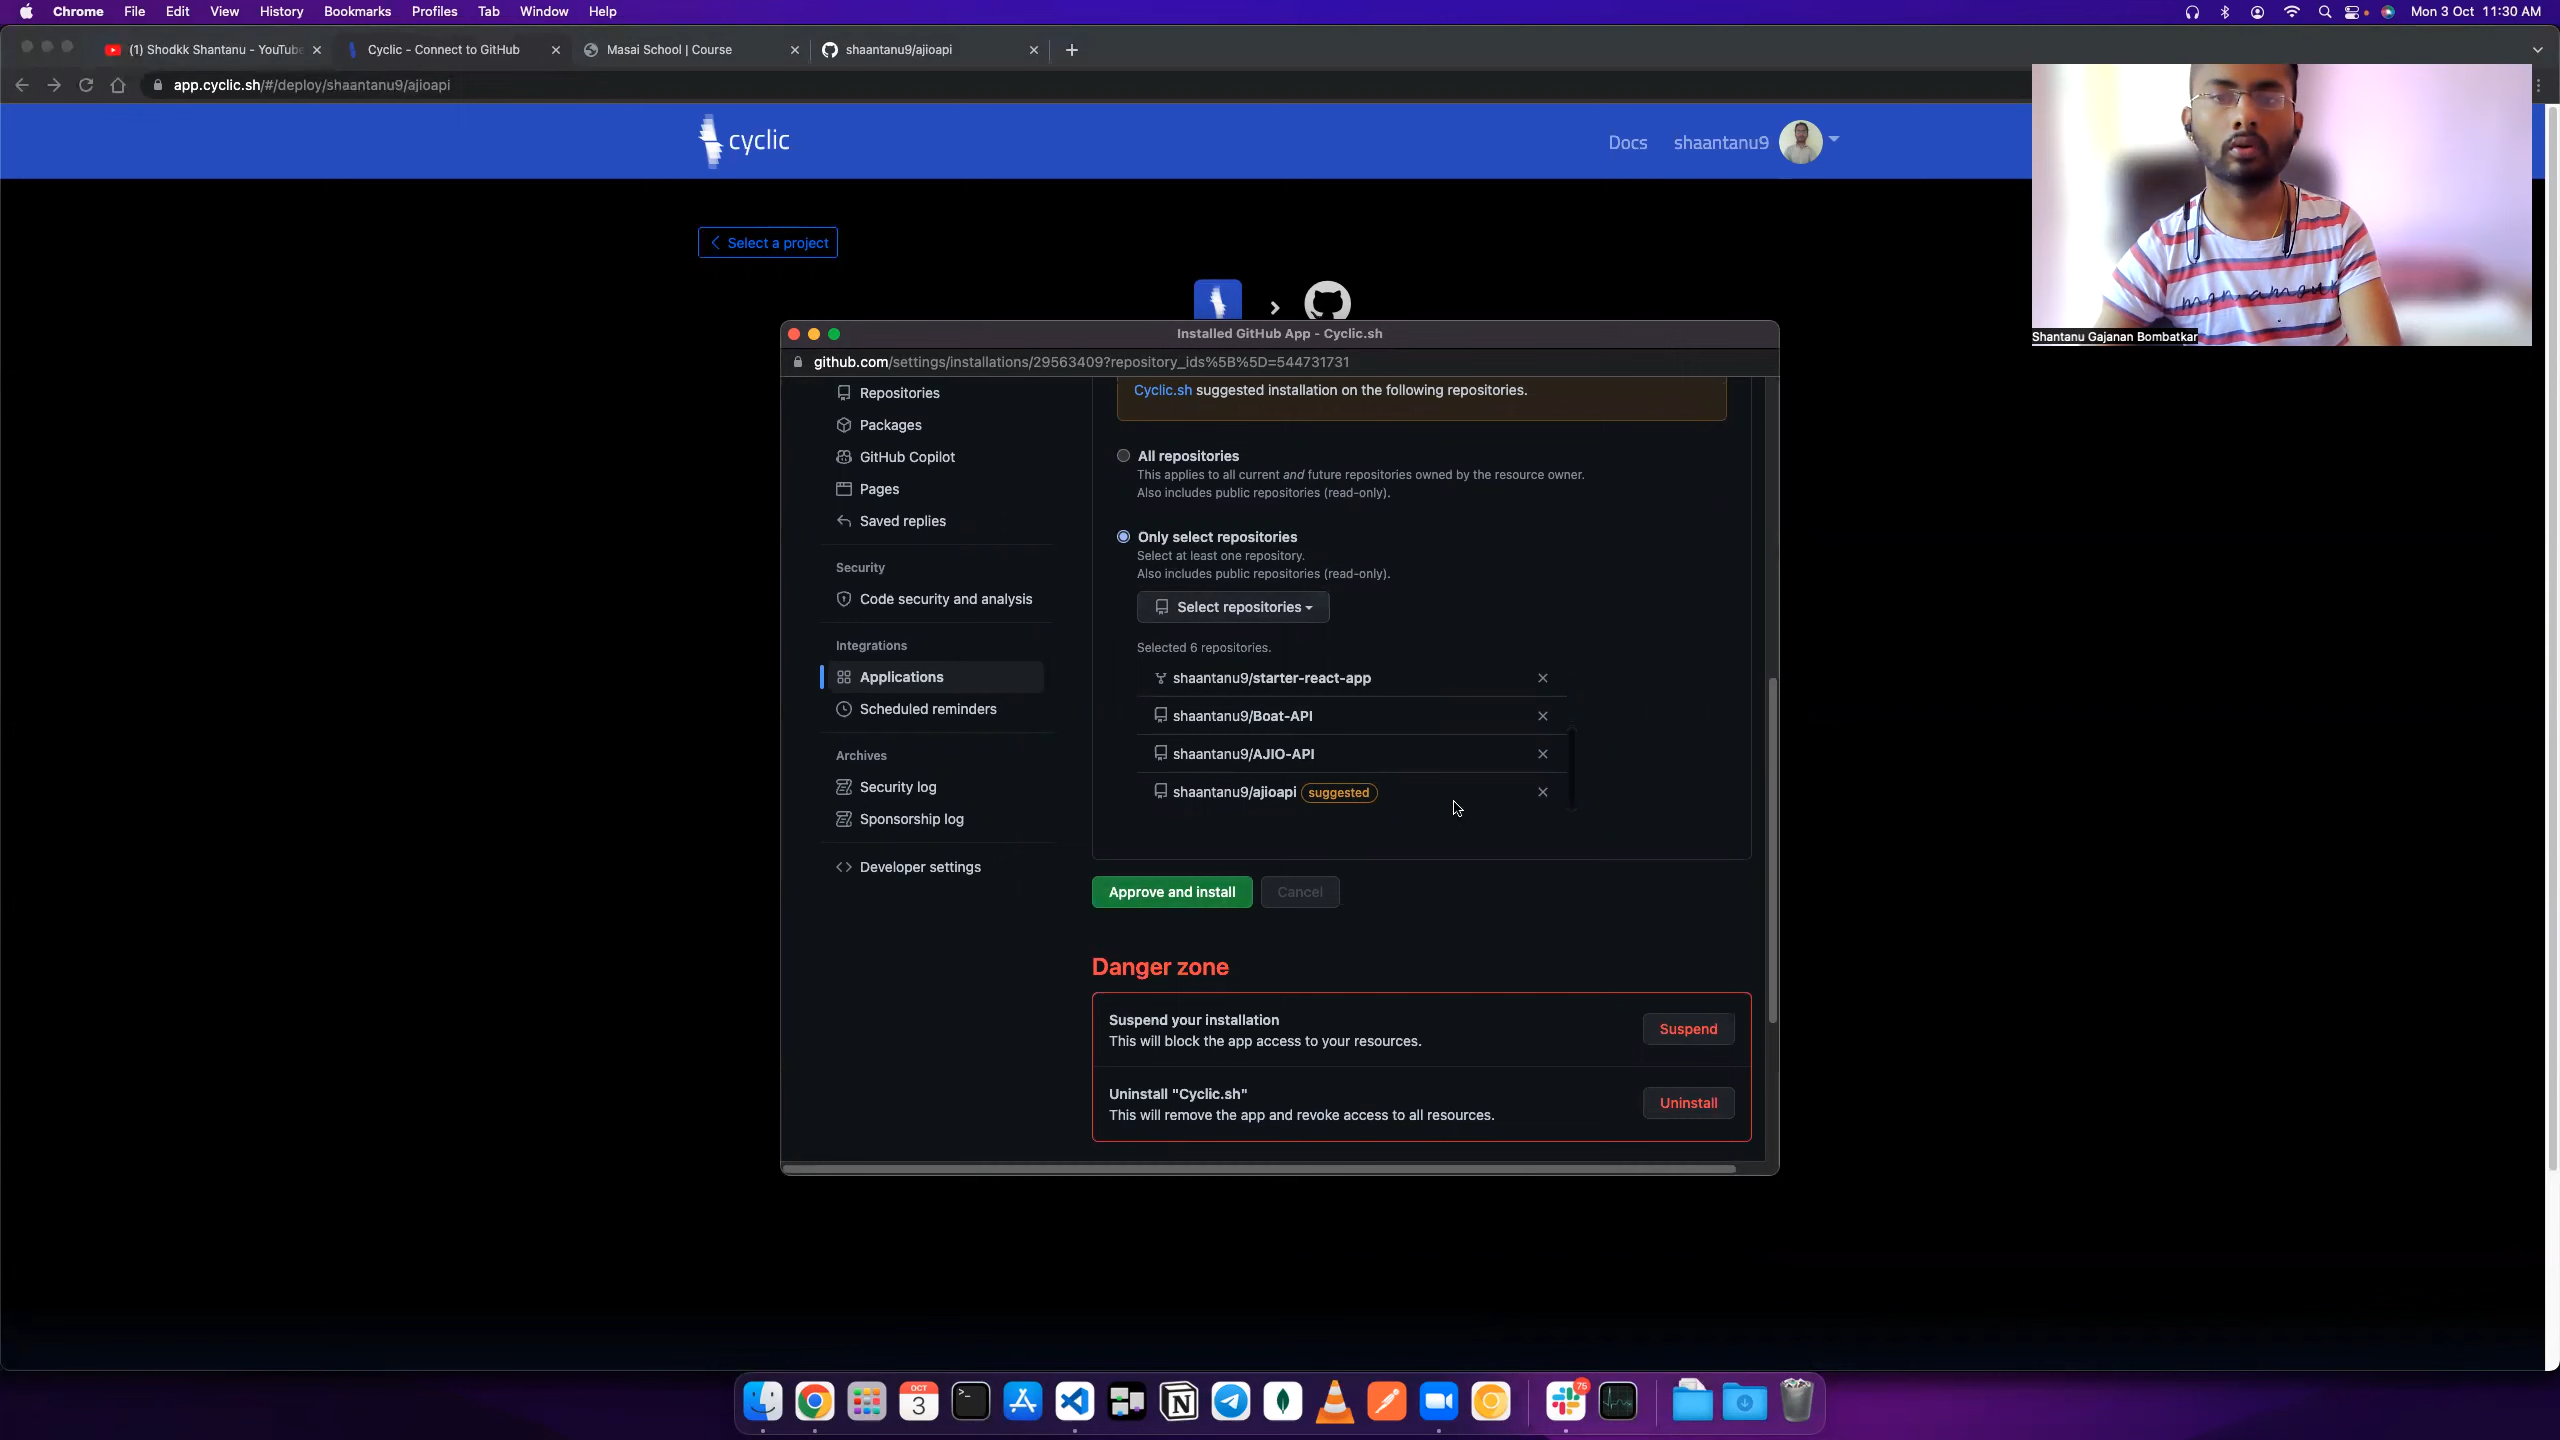 Chrome File Edit View History Bookmarks Profiles Tab Window Help
Mon 3 Oct 11:30 AM
(1) Shodkk Shantanu - YouTube
Cyclic - Connect to GitHub
Masai School | Course
shaantanu9/ajioapi
app.cyclic.sh/#/deploy/shaantanu9/ajioapi
cyclic
Docs shaantanu9
Shantanu Gajanan Bombatkar
Select a project
Installed GitHub App - Cyclic.sh
github.com/settings/installations/29563409?repository_ids%5B%5D=544731731
Repositories
Packages
GitHub Copilot
Pages
Saved replies
Security
Code security and analysis
Integrations
Applications
Scheduled reminders
Archives
Security log
Sponsorship log
Developer settings
Cyclic.sh suggested installation on the following repositories.
All repositories
This applies to all current and future repositories owned by the resource owner.
Also includes public repositories (read-only).
Only select repositories
Select at least one repository.
Also includes public repositories (read-only).
Select repositories
Selected 6 repositories.
shaantanu9/starter-react-app
shaantanu9/Boat-API
shaantanu9/AJIO-API
shaantanu9/ajioapi suggested
Approve and install Cancel
Danger zone
Suspend your installation
This will block the app access to your resources.
Suspend
Uninstall "Cyclic.sh"
This will remove the app and revoke access to all resources.
Uninstall
OCT
3
75